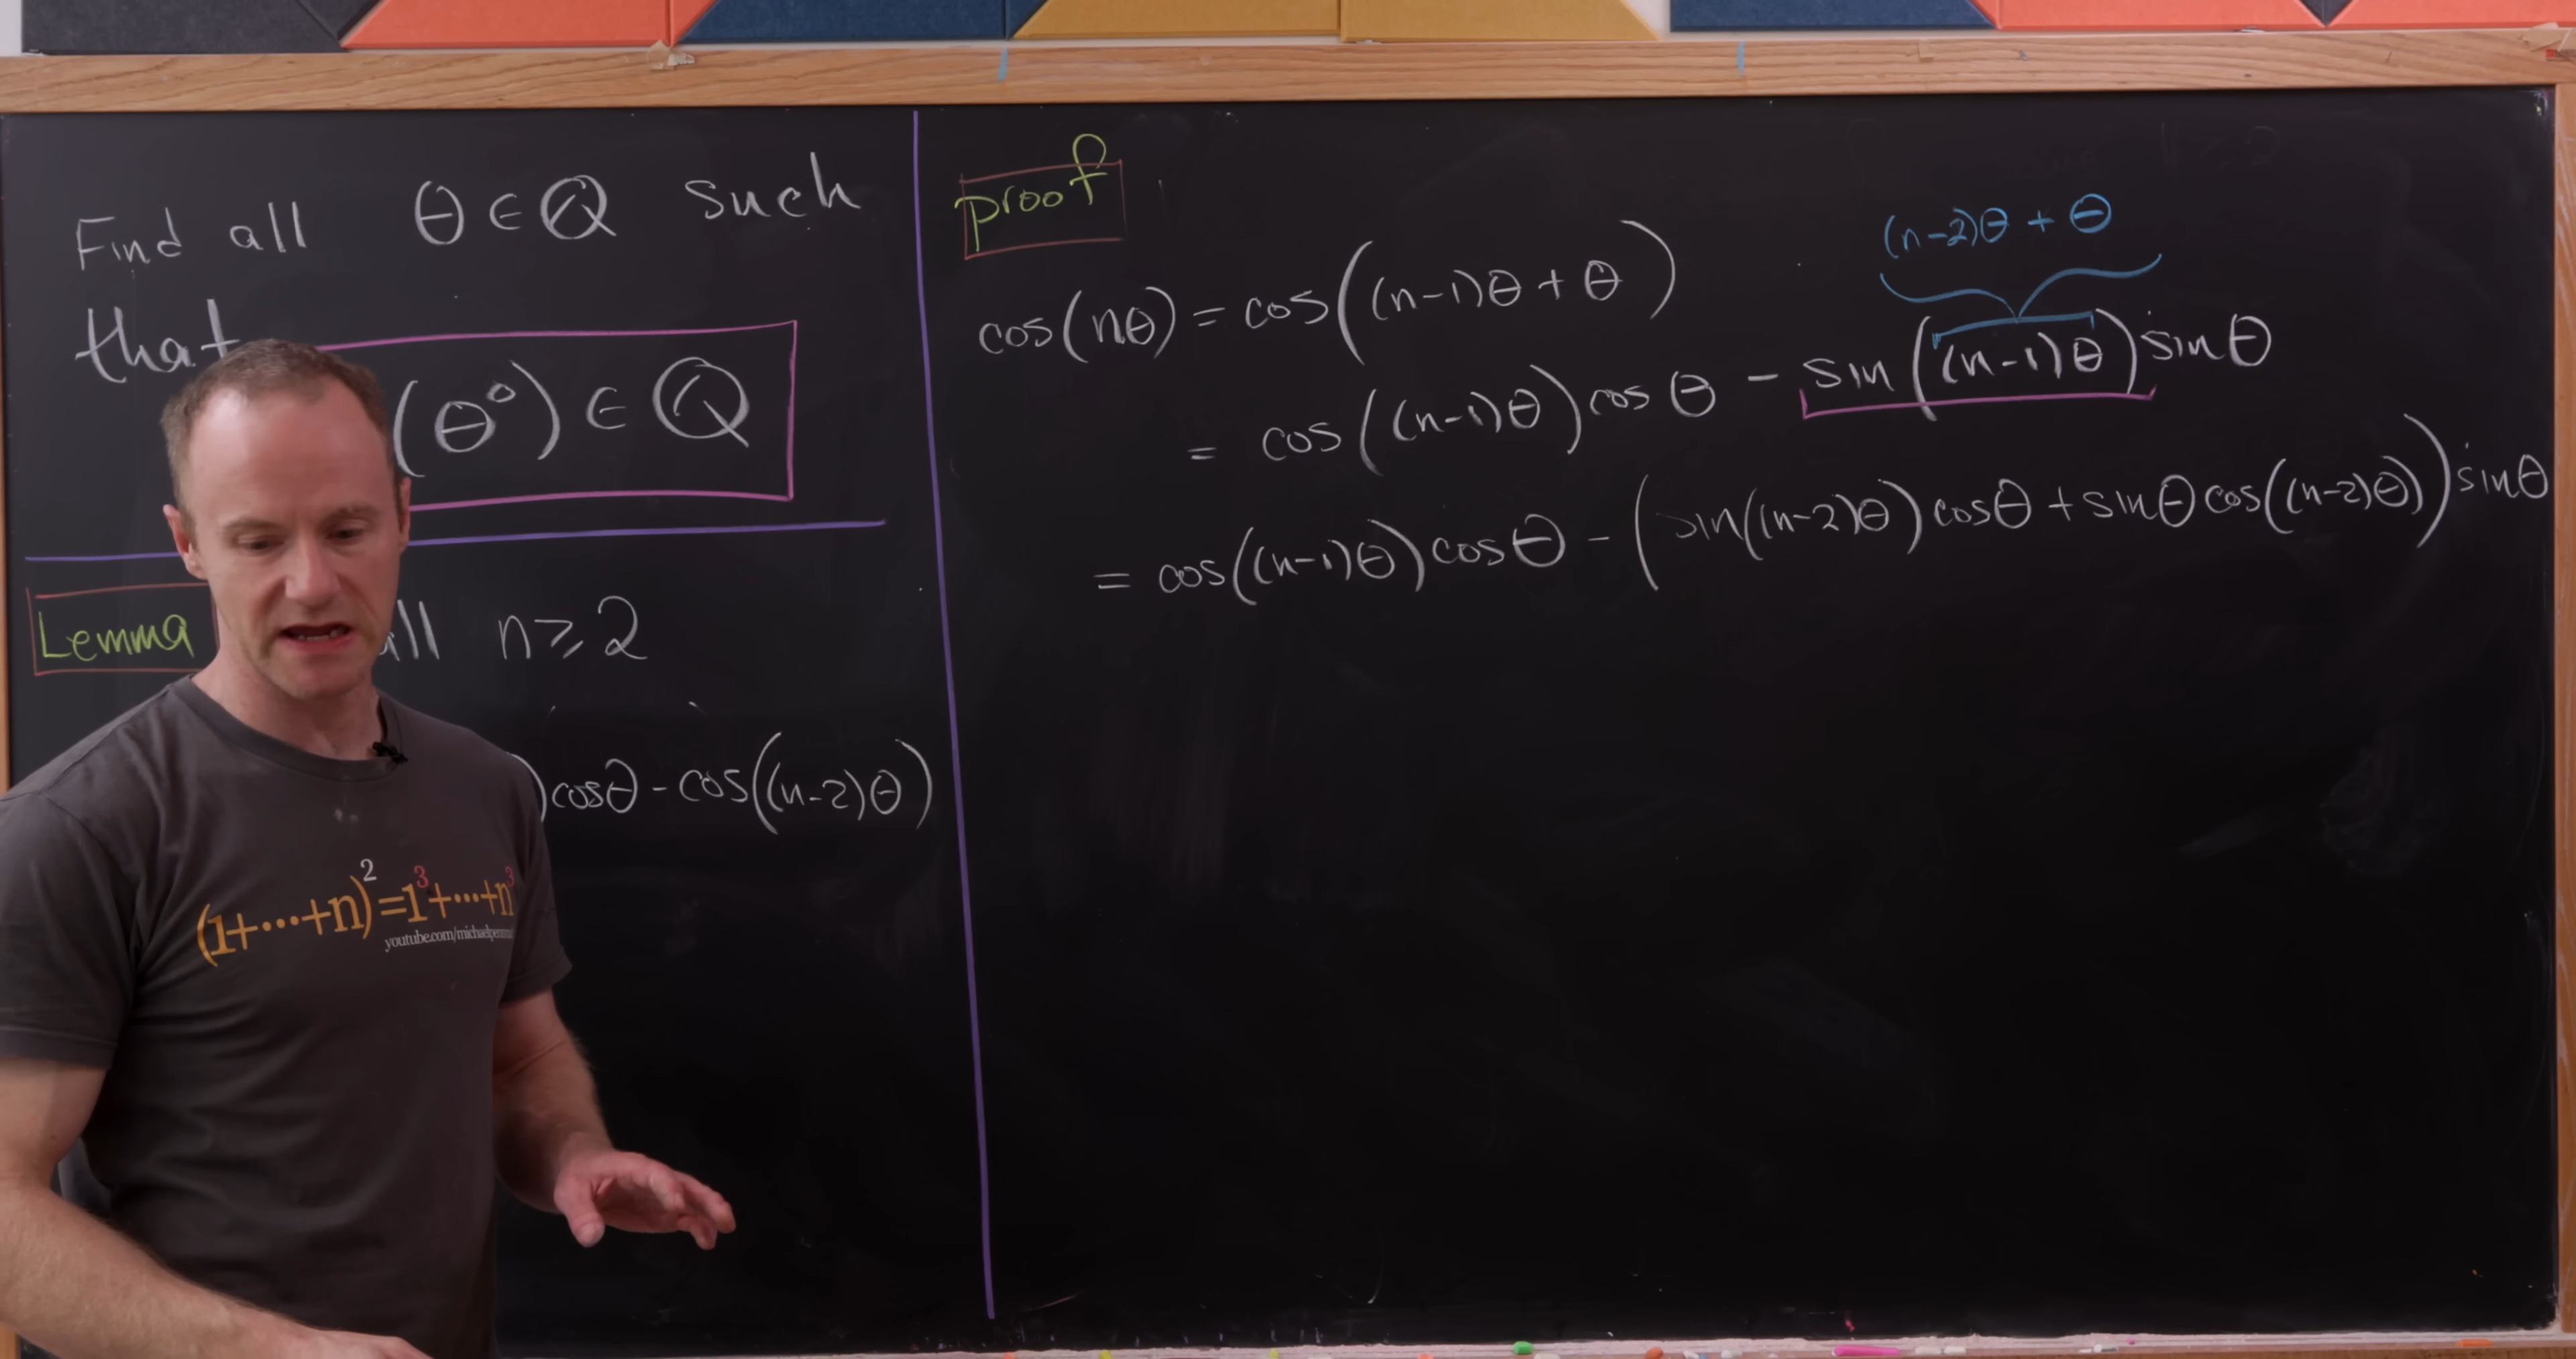 Find all θ ∈ ℚ such
that
(θ°) ∈ ℚ
Lemma all n ≥ 2
)cosθ - cos((n-2)θ)
(1+⋯+n)²=1³+⋯+n³
proof
(n-2)θ + θ
cos(nθ) = cos((n-1)θ + θ)
= cos((n-1)θ)cos θ - sin((n-1)θ)sin θ
= cos((n-1)θ)cos θ - (sin((n-2)θ)cosθ + sinθ cos((n-2)θ))sinθ